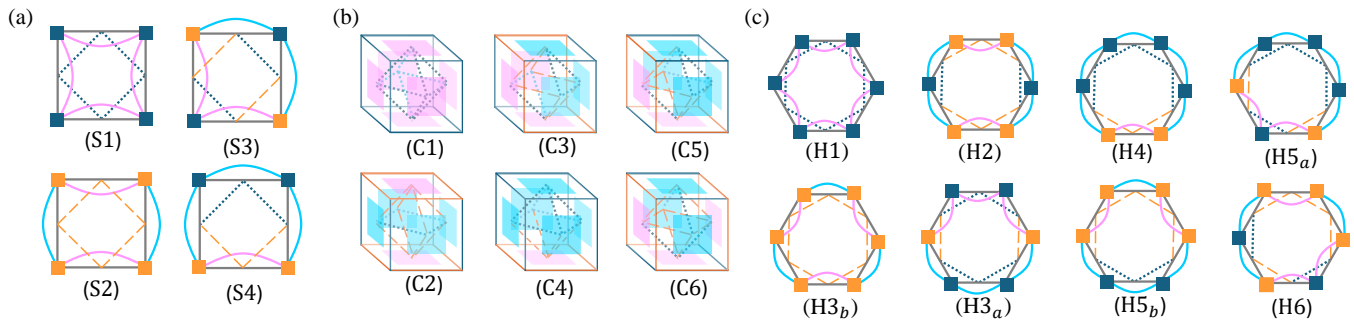 (a)
(b)
(c)
(S1)
(S3)
(C1)
(C3)
(C5)
(H1)
(H2)
(H4)
(H5a)
(S2)
(S4)
(C2)
(C4)
(C6)
(H3b)
(H3a)
(H5b)
(H6)